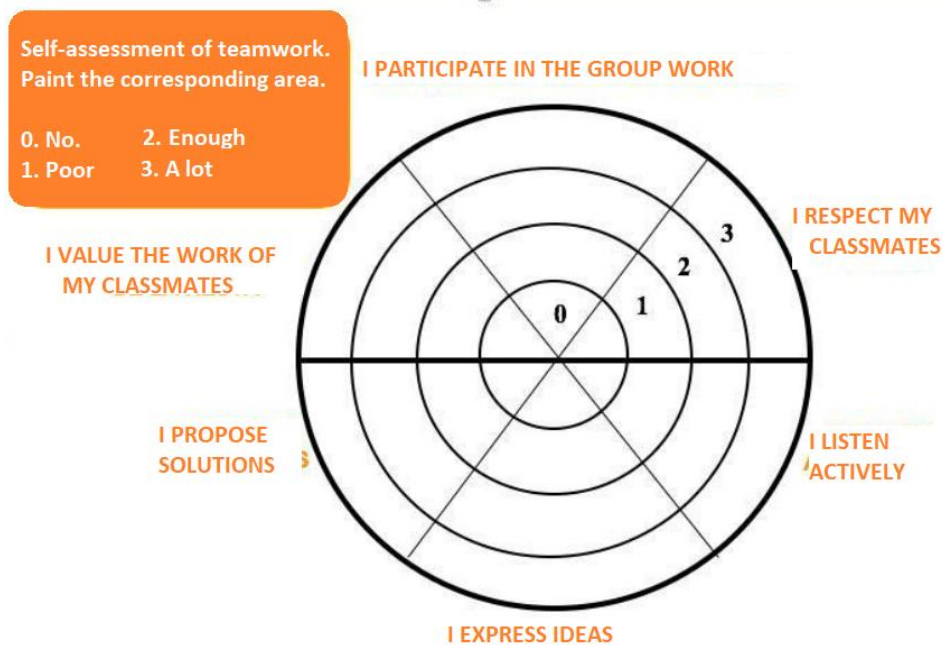 Self-assessment of teamwork.
Paint the corresponding area.
0. No. 2. Enough
1. Poor 3. A lot
I PARTICIPATE IN THE GROUP WORK
I RESPECT MY
CLASSMATES
I VALUE THE WORK OF
MY CLASSMATES
3
2
1
0
I PROPOSE
SOLUTIONS
S
I LISTEN
ACTIVELY
I EXPRESS IDEAS